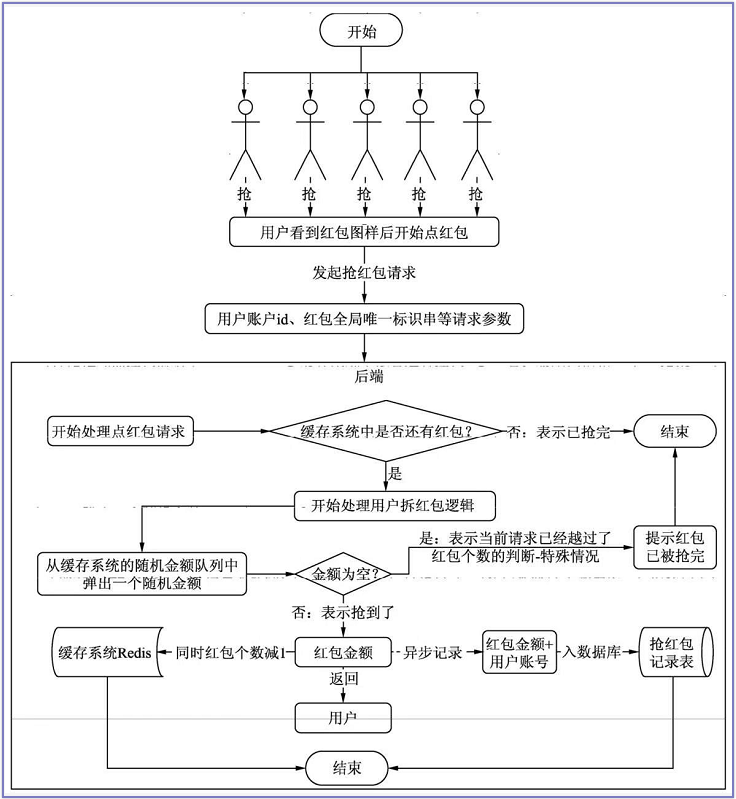 开始
抢
抢
抢
抢
抢
用户看到红包图样后开始点红包
发起抢红包请求
用户账户id、红包全局唯一标识串等请求参数
后端
开始处理点红包请求
缓存系统中是否还有红包?
否：表示已抢完
结束
是
开始处理用户拆红包逻辑
从缓存系统的随机金额队列中
弹出一个随机金额
金额为空?
是：表示当前请求已经越过了
红包个数的判断-特殊情况
提示红包
已被抢完
否：表示抢到了
缓存系统Redis
同时红包个数减1
红包金额
异步记录
红包金额+
用户账号
入数据库
抢红包
记录表
返回
用户
结束